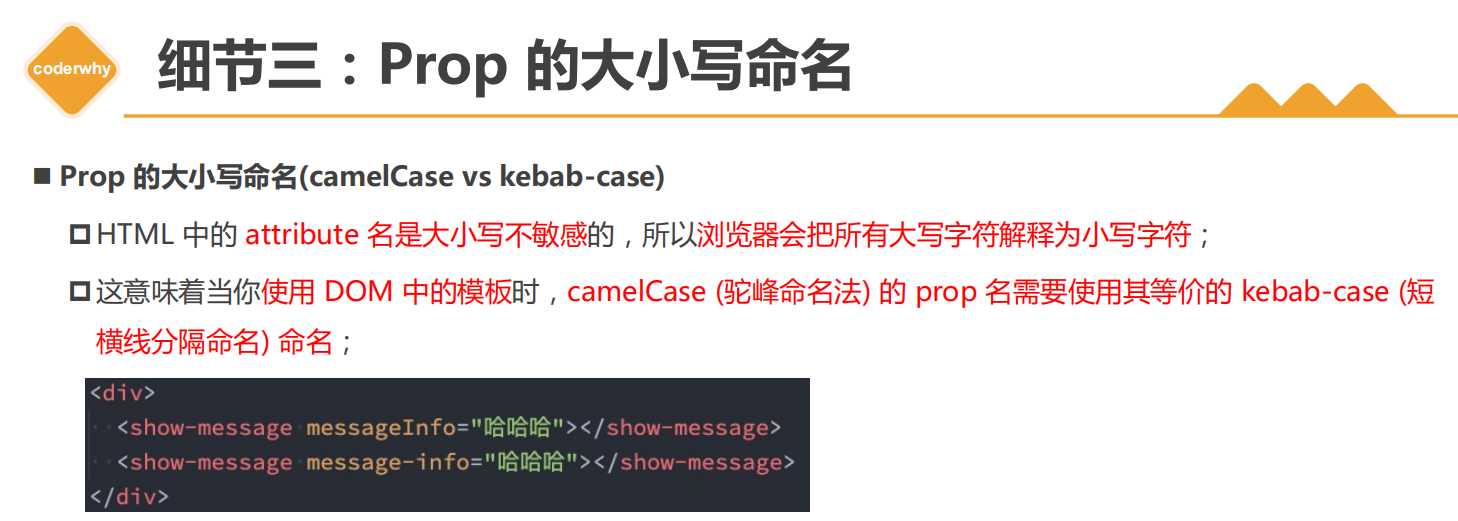 coderwhy
细节三：Prop 的大小写命名
Prop 的大小写命名(camelCase vs kebab-case)
HTML 中的 attribute 名是大小写不敏感的，所以浏览器会把所有大写字符解释为小写字符；
这意味着当你使用 DOM 中的模板时，camelCase (驼峰命名法) 的 prop 名需要使用其等价的 kebab-case (短
横线分隔命名) 命名；
<div>
<show-message messageInfo="哈哈哈"></show-message>
<show-message message-info="哈哈哈"></show-message>
</div>